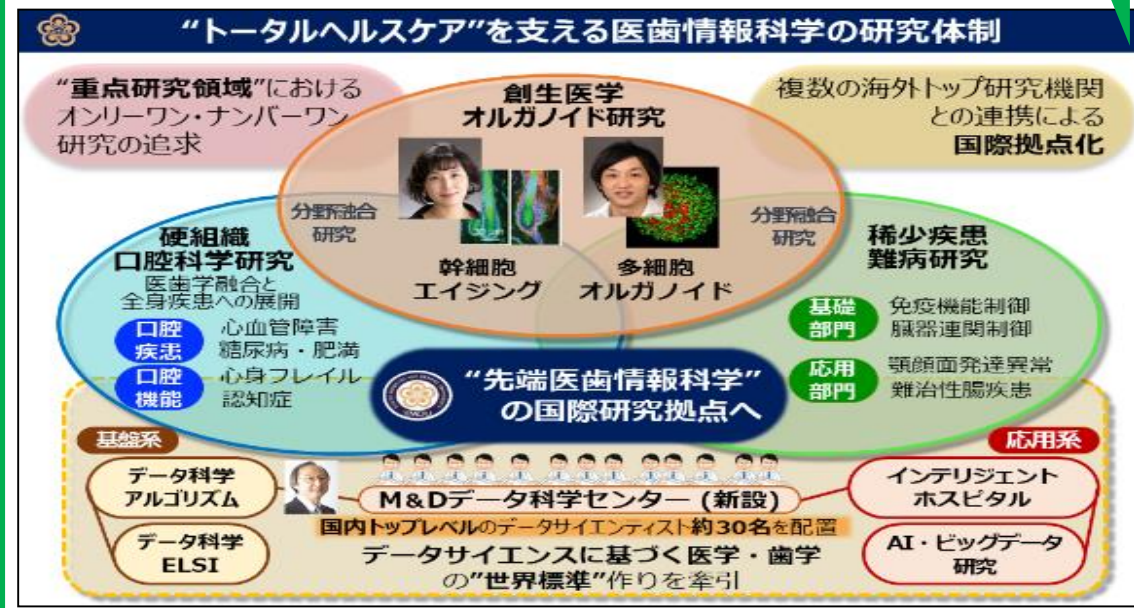 “トータルヘルスケア”を支える医歯情報科学の研究体制
“重点研究領域”における
オンリーワン・ナンバーワン
研究の追求
創生医学
オルガノイド研究
複数の海外トップ研究機関
との連携による
国際拠点化
分野融合
研究
幹細胞
エイジング
多細胞
オルガノイド
分野融合
研究
硬組織
口腔科学研究
医歯学融合と
全身疾患への展開
口腔
疾患
心血管障害
糖尿病・肥満
口腔
機能
心身フレイル
認知症
稀少疾患
難病研究
基礎
部門
免疫機能制御
臓器連関制御
応用
部門
顎顔面発達異常
難治性腸疾患
“先端医歯情報科学”
の国際研究拠点へ
基盤系
データ科学
アルゴリズム
データ科学
ELSI
M&Dデータ科学センター (新設)
国内トップレベルのデータサイエンティスト約30名を配置
データサイエンスに基づく医学・歯学
の”世界標準”作りを牽引
応用系
インテリジェント
ホスピタル
AI・ビッグデータ
研究